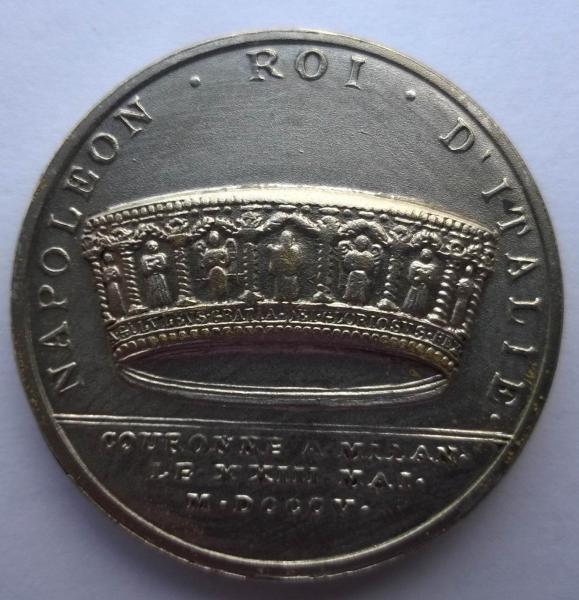 NAPOLEON · ROI · D'ITALIE.
COURONNÉ A MILAN.
LE XXIII MAI.
M·DCCCV.